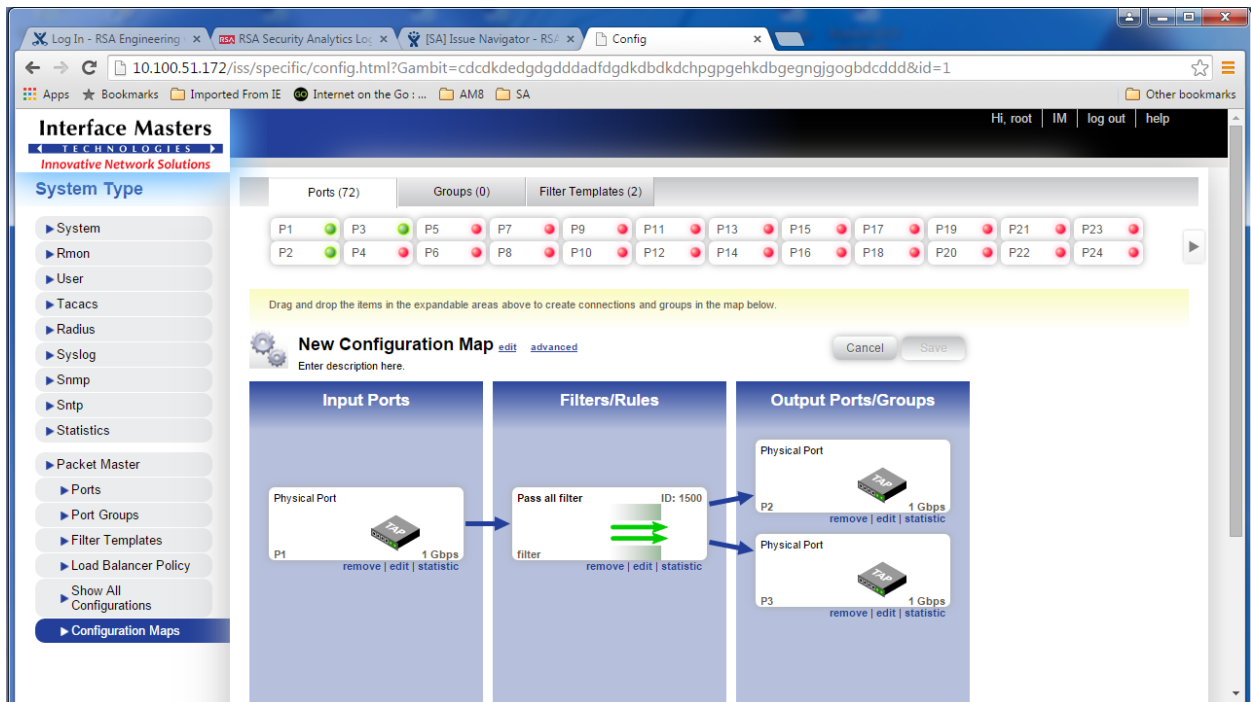 Log In - RSA Engineering
RSA Security Analytics Log
[SA] Issue Navigator - RSA
Config
10.100.51.172/iss/specific/config.html?Gambit=cdcdkdedgdgdddadfdgdkdbdkdchpgpgehkdbgegngjgogbdcddd&id=1
Apps
Bookmarks
Imported From IE
Internet on the Go : ...
AM8
SA
Other bookmarks
Interface Masters
TECHNOLOGIES
Innovative Network Solutions
Hi, root | IM | log out | help
System Type
Ports (72)
Groups (0)
Filter Templates (2)
System
Rmon
User
Tacacs
Radius
Syslog
Snmp
Sntp
Statistics
Packet Master
Ports
Port Groups
Filter Templates
Load Balancer Policy
Show All
Configurations
Configuration Maps
P1 P3 P5 P7 P9 P11 P13 P15 P17 P19 P21 P23
P2 P4 P6 P8 P10 P12 P14 P16 P18 P20 P22 P24
Drag and drop the items in the expandable areas above to create connections and groups in the map below.
New Configuration Map edit advanced
Enter description here.
Cancel
Save
Input Ports
Physical Port
TAP
P1 1 Gbps
remove | edit | statistic
Filters/Rules
Pass all filter ID: 1500
filter
remove | edit | statistic
Output Ports/Groups
Physical Port
TAP
P2 1 Gbps
remove | edit | statistic
Physical Port
TAP
P3 1 Gbps
remove | edit | statistic